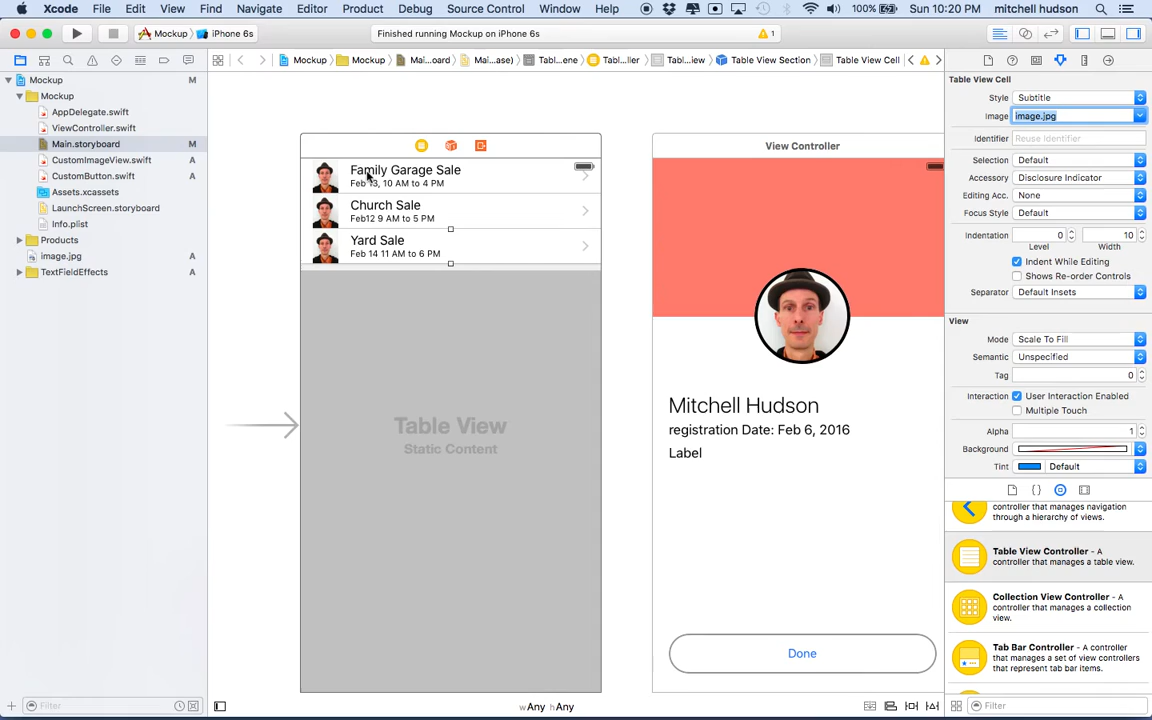 Xcode File Edit View Find Navigate Editor Product Debug Source Control Window Help 100% Sun 10:20 PM mitchell hudson
Mockup iPhone 6s Finished running Mockup on iPhone 6s 1
Mockup Mockup Mai...oard Mai...ase) Tabl...ene Tabl...ller Tabl...iew Table View Section Table View Cell
Mockup M
Mockup
AppDelegate.swift
ViewController.swift
Main.storyboard M
CustomImageView.swift A
CustomButton.swift A
Assets.xcassets
LaunchScreen.storyboard
Info.plist
Products
image.jpg A
TextFieldEffects A
Filter
Family Garage Sale
Feb 13, 10 AM to 4 PM
Church Sale
Feb12 9 AM to 5 PM
Yard Sale
Feb 14 11 AM to 6 PM
Table View
Static Content
View Controller
Mitchell Hudson
registration Date: Feb 6, 2016
Label
Done
wAny hAny
Table View Cell
Style Subtitle
Image image.jpg
Identifier Reuse Identifier
Selection Default
Accessory Disclosure Indicator
Editing Acc. None
Focus Style Default
Indentation 0 10
Level Width
Indent While Editing
Shows Re-order Controls
Separator Default Insets
View
Mode Scale To Fill
Semantic Unspecified
Tag 0
Interaction User Interaction Enabled
Multiple Touch
Alpha 1
Background
Tint Default
controller that manages navigation
through a hierarchy of views.
Table View Controller - A
controller that manages a table view.
Collection View Controller - A
controller that manages a collection
view.
Tab Bar Controller - A controller
that manages a set of view controllers
that represent tab bar items.
Filter